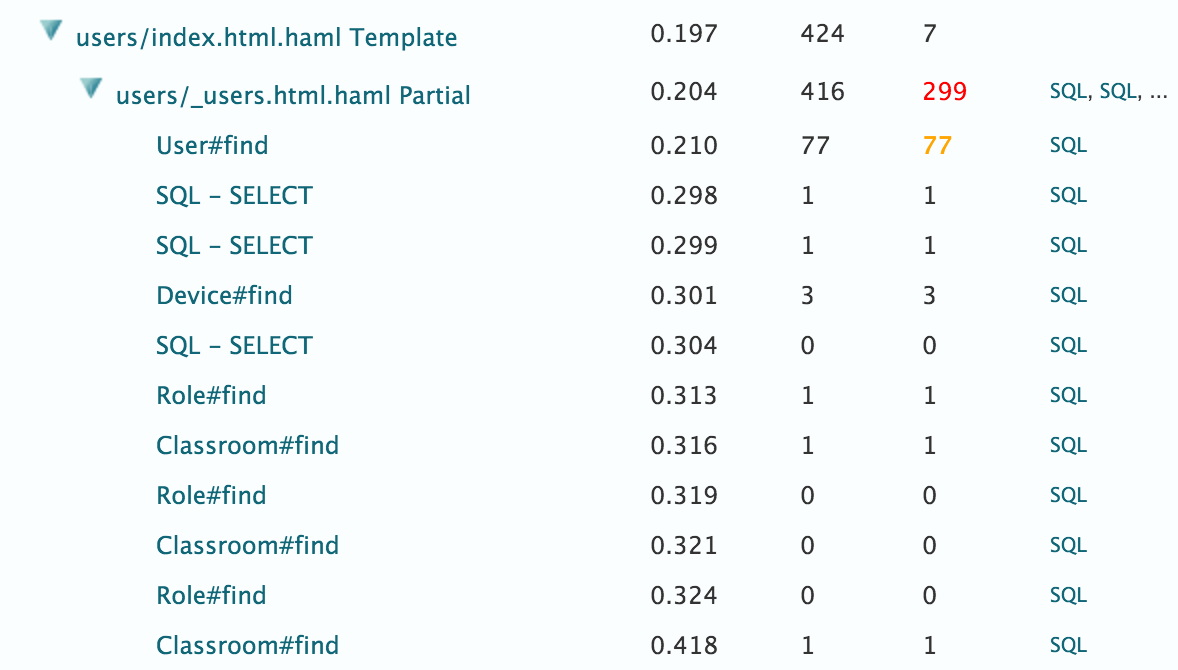 users/index.html.haml Template 0.197 424 7
users/_users.html.haml Partial 0.204 416 299 SQL, SQL, ...
User#find 0.210 77 77 SQL
SQL – SELECT 0.298 1 1 SQL
SQL – SELECT 0.299 1 1 SQL
Device#find 0.301 3 3 SQL
SQL – SELECT 0.304 0 0 SQL
Role#find 0.313 1 1 SQL
Classroom#find 0.316 1 1 SQL
Role#find 0.319 0 0 SQL
Classroom#find 0.321 0 0 SQL
Role#find 0.324 0 0 SQL
Classroom#find 0.418 1 1 SQL